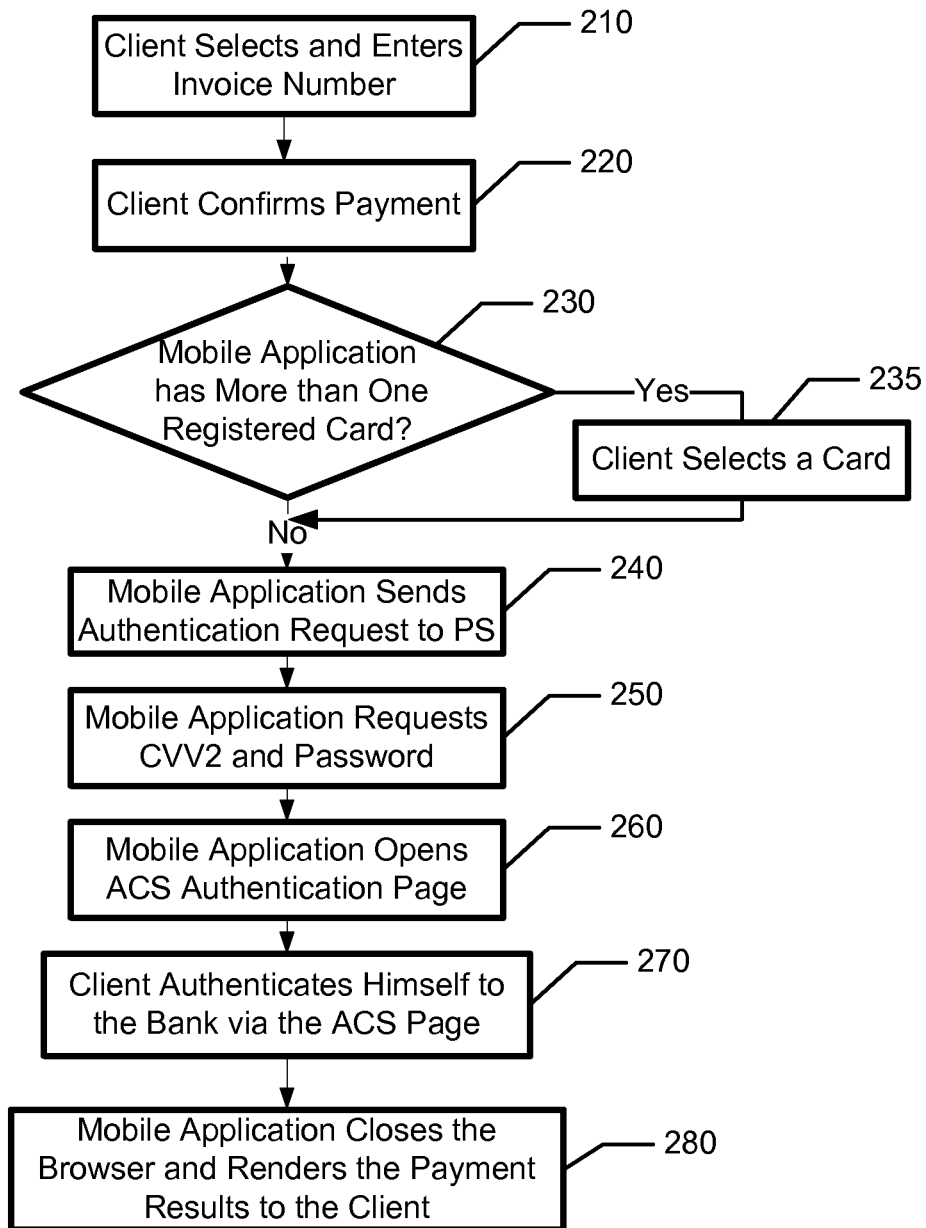 Client Selects and Enters
Invoice Number
210
Client Confirms Payment
220
Mobile Application
has More than One
Registered Card?
230
Yes
235
Client Selects a Card
No
Mobile Application Sends
Authentication Request to PS
240
Mobile Application Requests
CVV2 and Password
250
Mobile Application Opens
ACS Authentication Page
260
Client Authenticates Himself to
the Bank via the ACS Page
270
Mobile Application Closes the
Browser and Renders the Payment
Results to the Client
280